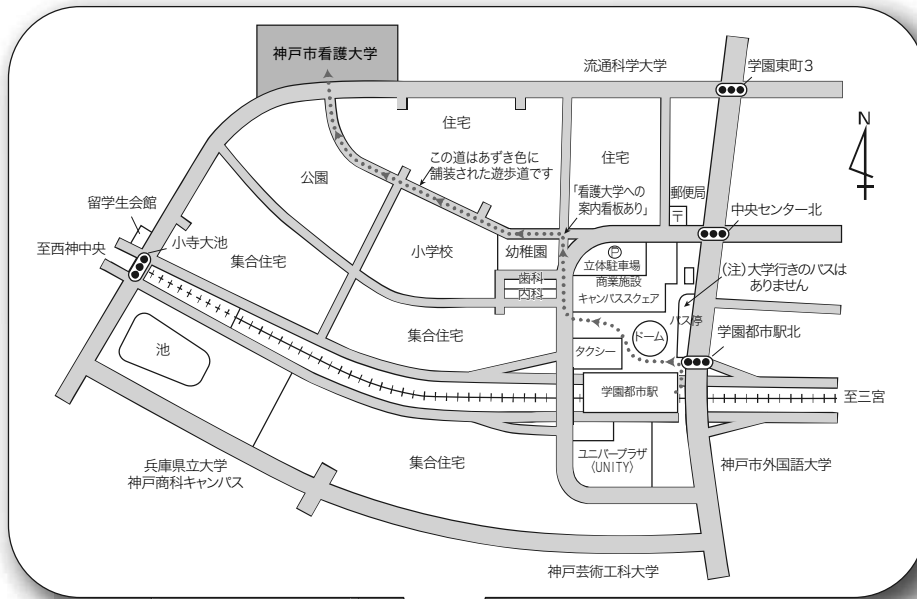 神戸市看護大学
流通科学大学
学園東町3
住宅
この道はあずき色に
舗装された遊歩道です
住宅
N
公園
「看護大学への
案内看板あり」
郵便局
〒
中央センター北
留学生会館
小寺大池
至西神中央
集合住宅
小学校
幼稚園
P
立体駐車場
商業施設
キャンパススクェア
(注)大学行きのバスは
ありません
歯科
内科
バス停
集合住宅
ドーム
学園都市駅北
池
タクシー
学園都市駅
至三宮
兵庫県立大学
神戸商科キャンパス
集合住宅
ユニバープラザ
〈UNITY〉
神戸市外国語大学
神戸芸術工科大学